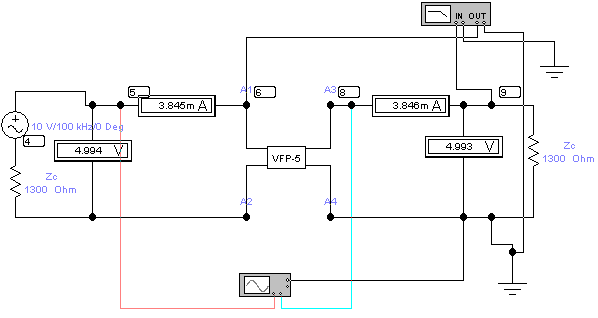 IN OUT
5
A1
6
A3
8
9
3.845m A
3.846m A
10 V/100 kHz/0 Deg
4
4.994 V
4.993 V
VFP-5
Zc
1300 Ohm
Zc
1300 Ohm
A2
A4